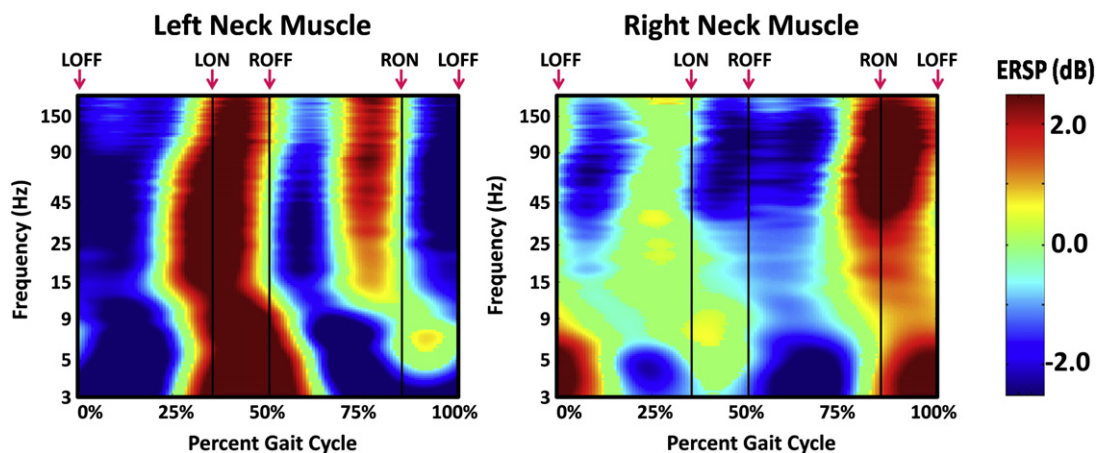 Left Neck Muscle
Right Neck Muscle
LOFF LON ROFF RON LOFF
LOFF LON ROFF RON LOFF
ERSP (dB)
Frequency (Hz)
150
90
45
25
15
9
5
3
0% 25% 50% 75% 100%
Percent Gait Cycle
Frequency (Hz)
150
90
45
25
15
9
5
3
0% 25% 50% 75% 100%
Percent Gait Cycle
2.0
0.0
-2.0